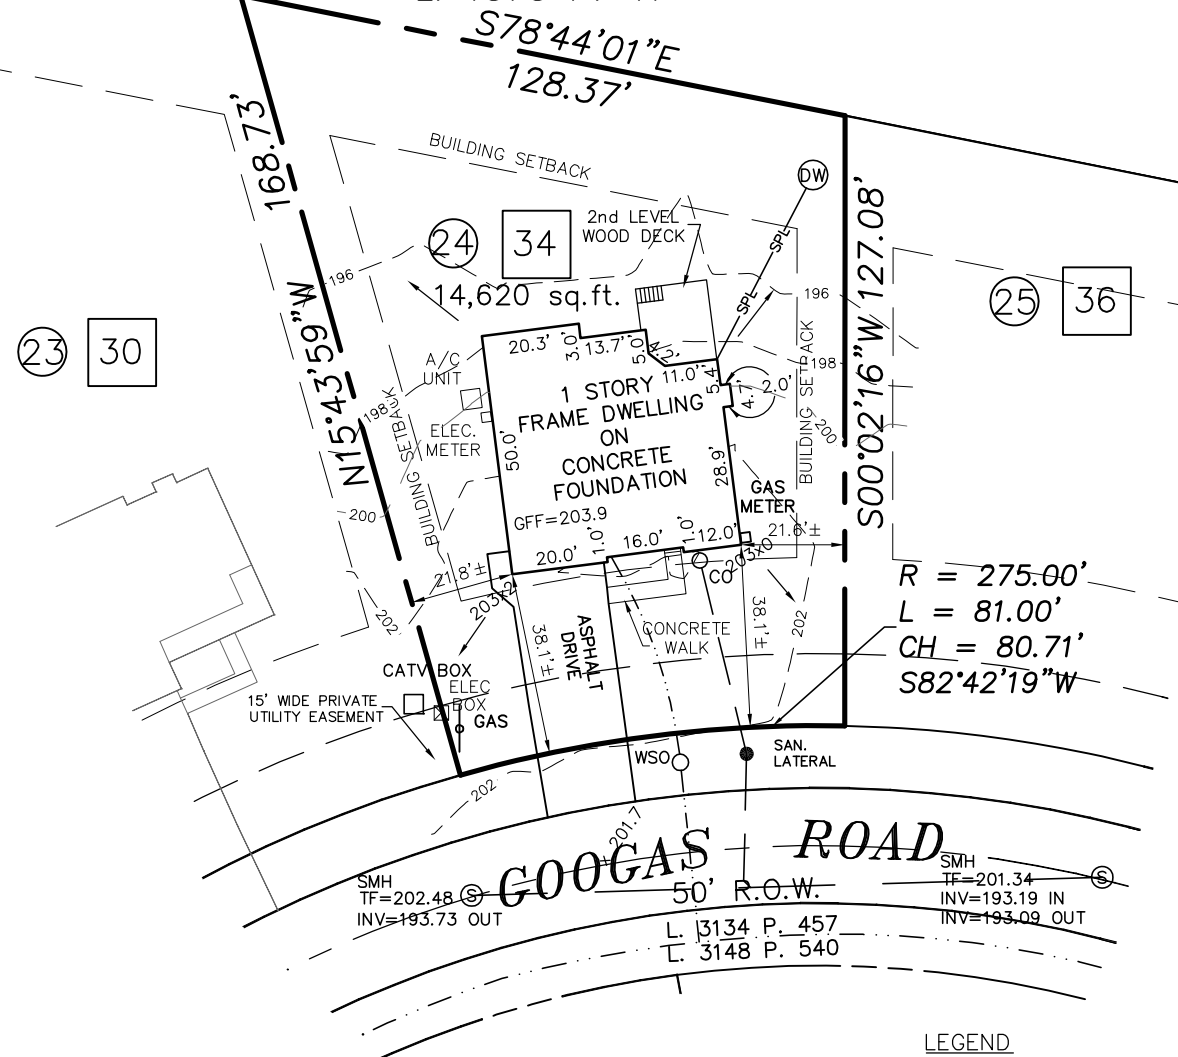 S78°44'01"E
128.37'
168.73'
N15°43'59"W
S00°02'16"W 127.08'
BUILDING SETBACK
DW
SPL
SPL
24
34
2nd LEVEL
WOOD DECK
14,620 sq.ft.
196
196
25
36
23
30
20.3'
3.0'
13.7'
5.0'
4.2'
11.0'
5.4'
4.7'
2.0'
198
198
A/C
UNIT
1 STORY
FRAME DWELLING
ON
CONCRETE
FOUNDATION
ELEC.
METER
50.0'
28.9'
BUILDING SETBACK
BUILDING SETBACK
200
200
GAS
METER
GFF=203.9
20.0'
1.0'
16.0'
1.0'
12.0'
21.6'±
21.8'±
203x2
203x0
CO
R = 275.00'
L = 81.00'
CH = 80.71'
S82°42'19"W
202
202
38.1'±
38.1'±
ASPHALT
DRIVE
CONCRETE
WALK
CATV BOX
ELEC
BOX
GAS
15' WIDE PRIVATE
UTILITY EASEMENT
WSO
SAN.
LATERAL
202
201.7
GOOGAS ROAD
50' R.O.W.
SMH
TF=202.48
INV=193.73 OUT
S
SMH
TF=201.34
INV=193.19 IN
INV=193.09 OUT
S
L. 3134 P. 457
L. 3148 P. 540
LEGEND